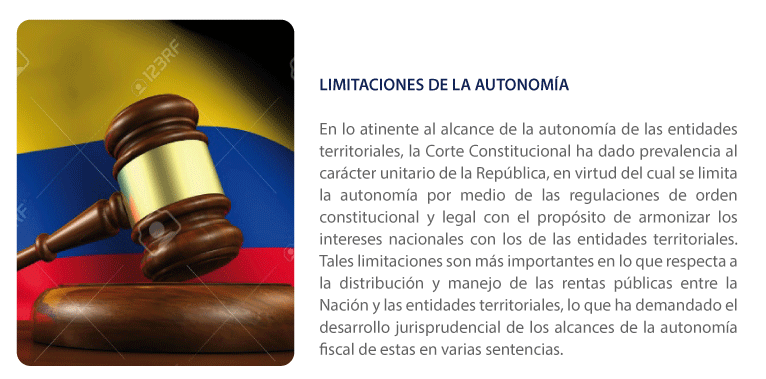 123RF
LIMITACIONES DE LA AUTONOMÍA
En lo atinente al alcance de la autonomía de las entidades
territoriales, la Corte Constitucional ha dado prevalencia al
carácter unitario de la República, en virtud del cual se limita
la autonomía por medio de las regulaciones de orden
constitucional y legal con el propósito de armonizar los
intereses nacionales con los de las entidades territoriales.
Tales limitaciones son más importantes en lo que respecta a
la distribución y manejo de las rentas públicas entre la
Nación y las entidades territoriales, lo que ha demandado el
desarrollo jurisprudencial de los alcances de la autonomía
fiscal de estas en varias sentencias.